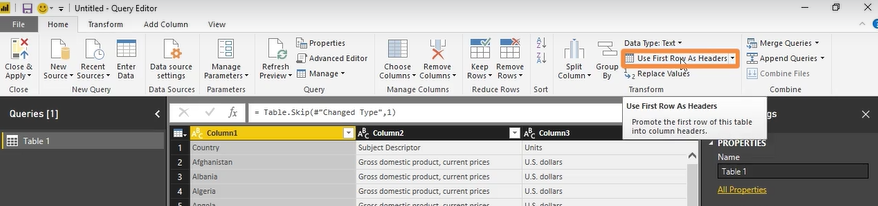 Untitled - Query Editor
File Home Transform Add Column View
Close & Apply
New Source
Recent Sources
Enter Data
Data source settings
Manage Parameters
Refresh Preview
Properties
Advanced Editor
Manage
Choose Columns
Remove Columns
Keep Rows
Remove Rows
Split Column
Group By
Data Type: Text
Use First Row As Headers
Replace Values
Merge Queries
Append Queries
Combine Files
Close New Query Data Sources Parameters Query Manage Columns Reduce Rows Sort Transform Combine
Use First Row As Headers
Promote the first row of this table
into column headers.
Queries [1]
Table 1
= Table.Skip(#"Changed Type",1)
Column1 Column2 Column3
1 Country Subject Descriptor Units
2 Afghanistan Gross domestic product, current prices U.S. dollars
3 Albania Gross domestic product, current prices U.S. dollars
4 Algeria Gross domestic product, current prices U.S. dollars
PROPERTIES
Name
Table 1
All Properties